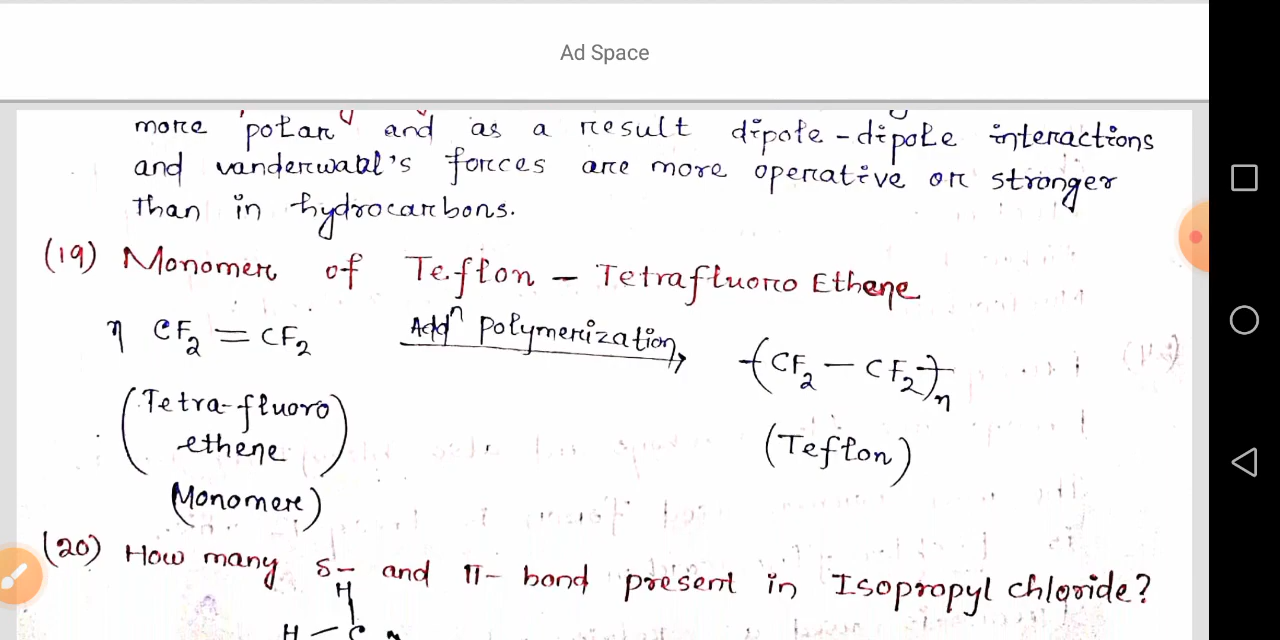 Ad Space
more polar and as a result dipole-dipole interactions
and vanderwaal's forces are more operative or stronger
than in hydrocarbons.
(19) Monomer of Teflon - Tetrafluoro Ethene
n CF₂ = CF₂ Addⁿ polymerization (CF₂ - CF₂)n
(Tetra-fluoro
ethene)
(Teflon)
(Monomere)
(20) How many s- and π- bond present in Isopropyl chloride?
H
H - C